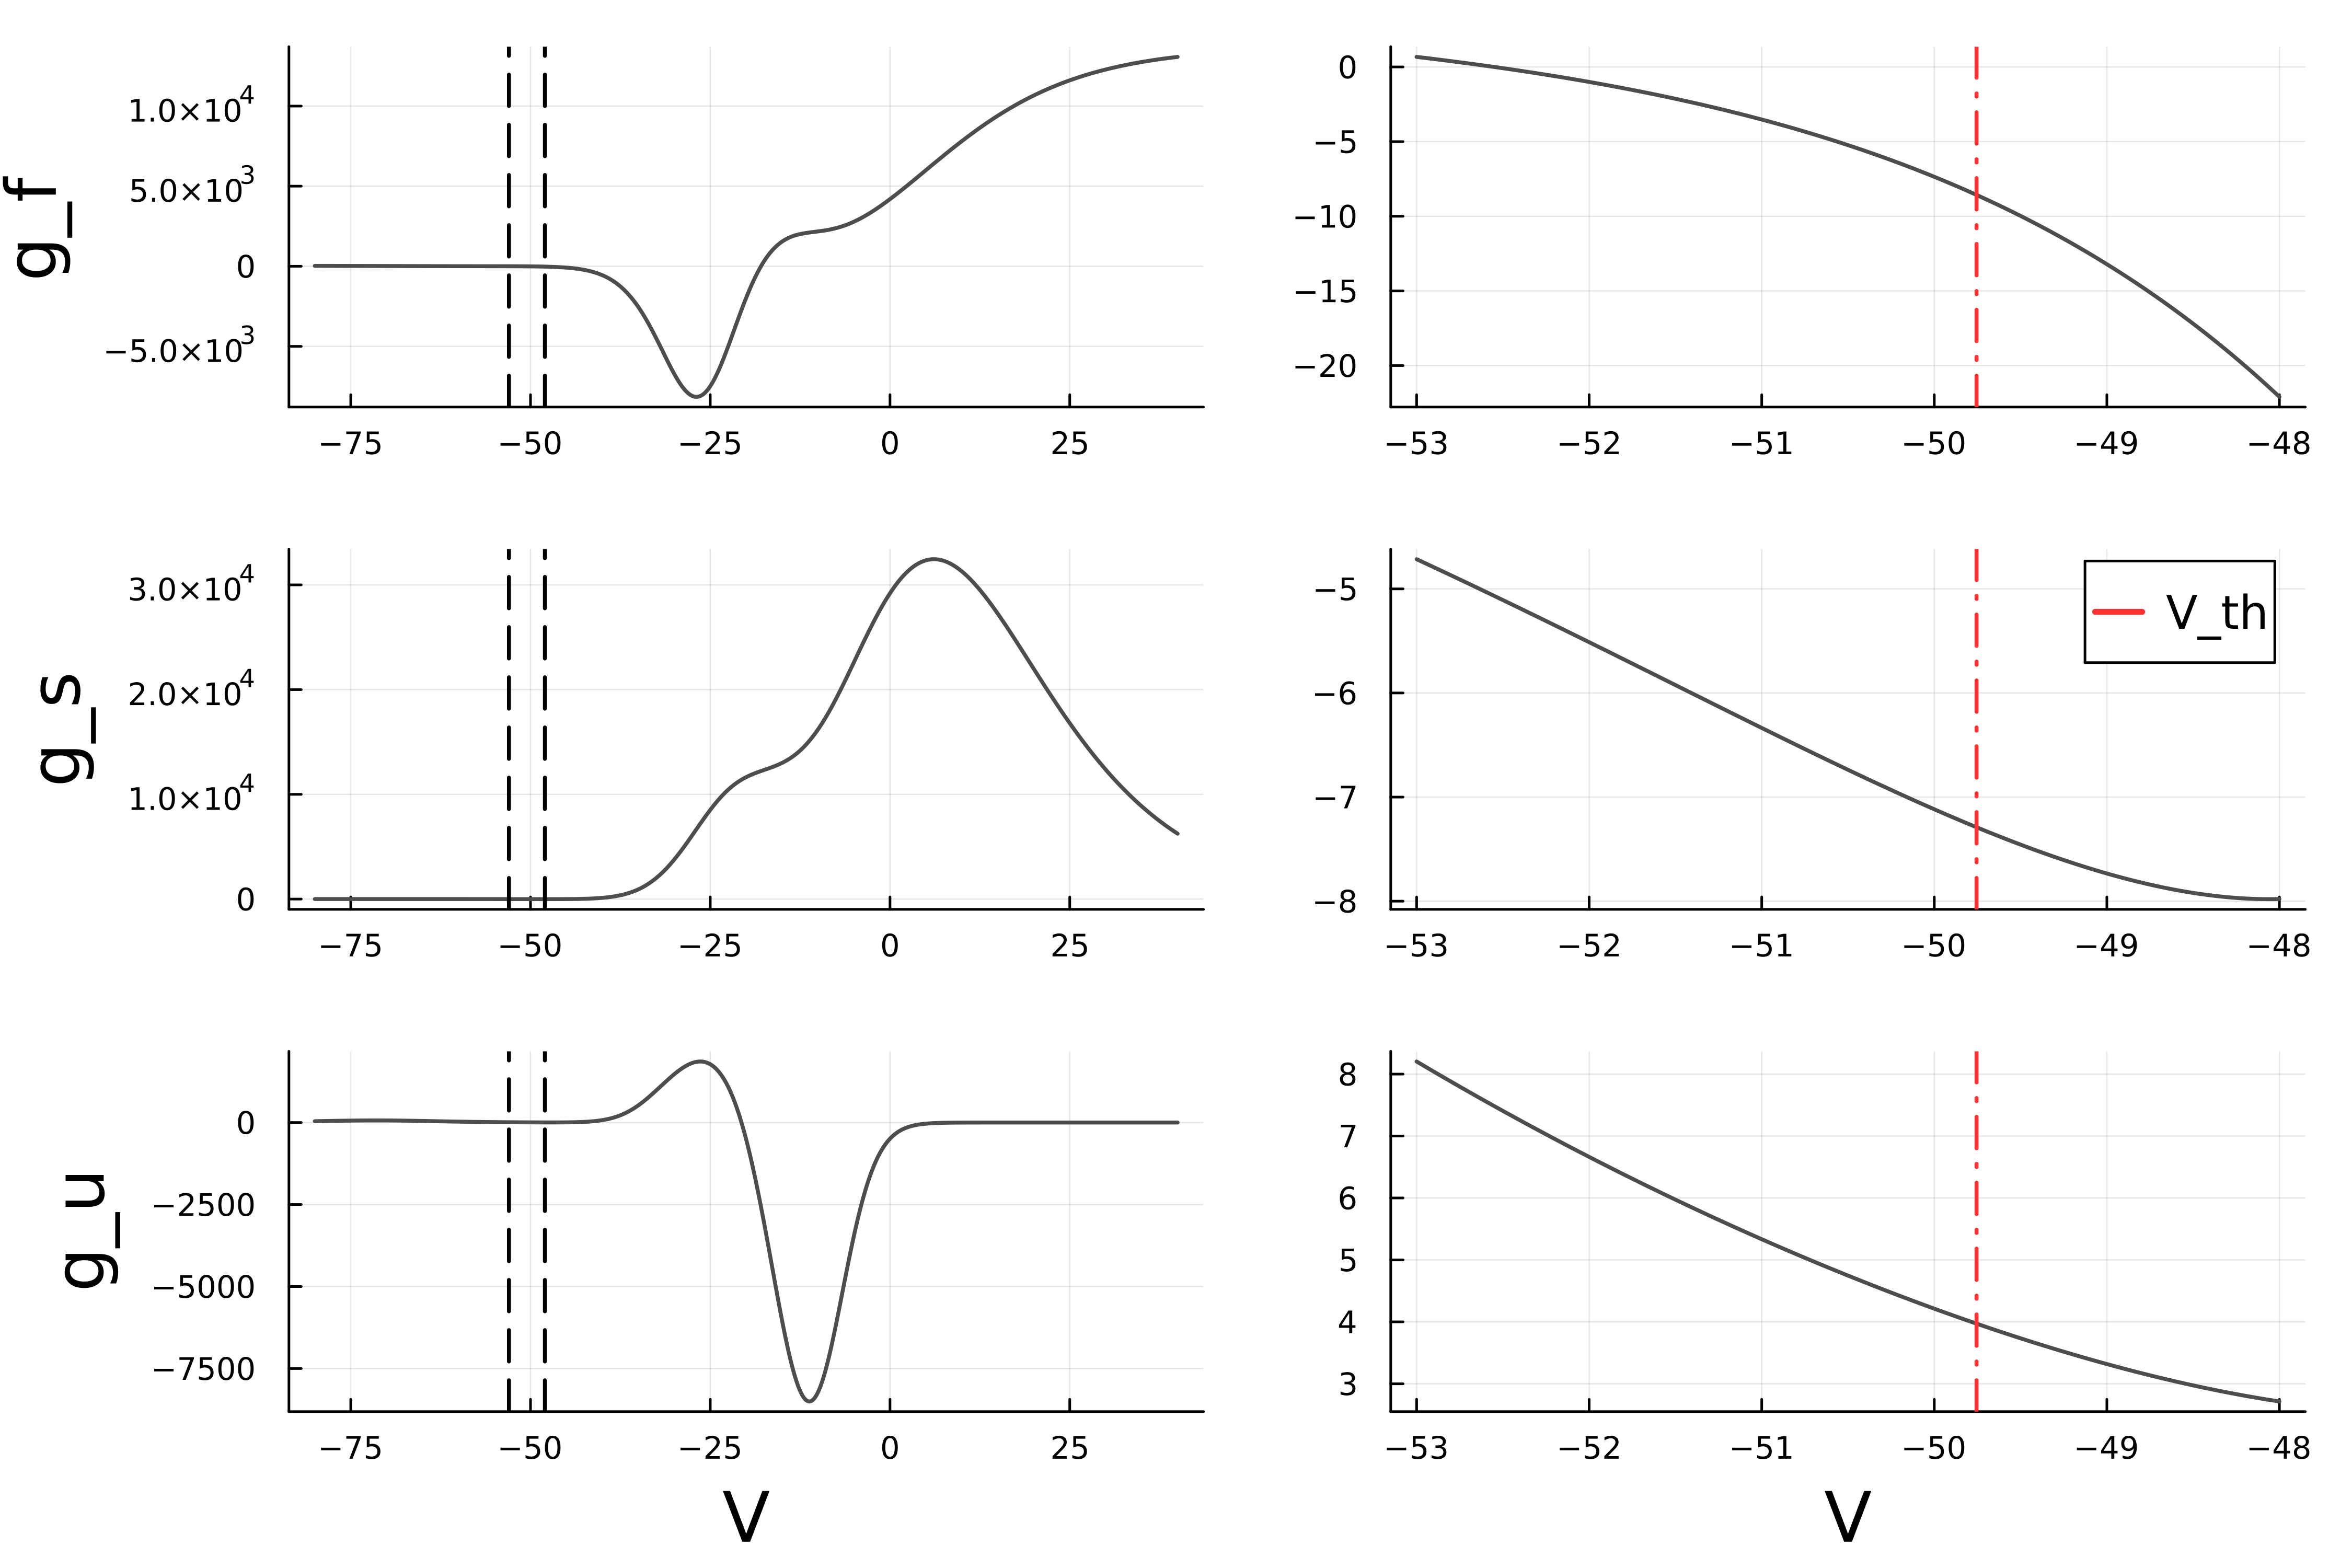 g_f
1.0×10^4
5.0×10^3
0
−5.0×10^3
−75 −50 −25 0 25
0
−5
−10
−15
−20
−53 −52 −51 −50 −49 −48
g_s
3.0×10^4
2.0×10^4
1.0×10^4
0
−75 −50 −25 0 25
−5
−6
−7
−8
V_th
−53 −52 −51 −50 −49 −48
g_u
0
−2500
−5000
−7500
−75 −50 −25 0 25
V
8
7
6
5
4
3
−53 −52 −51 −50 −49 −48
V